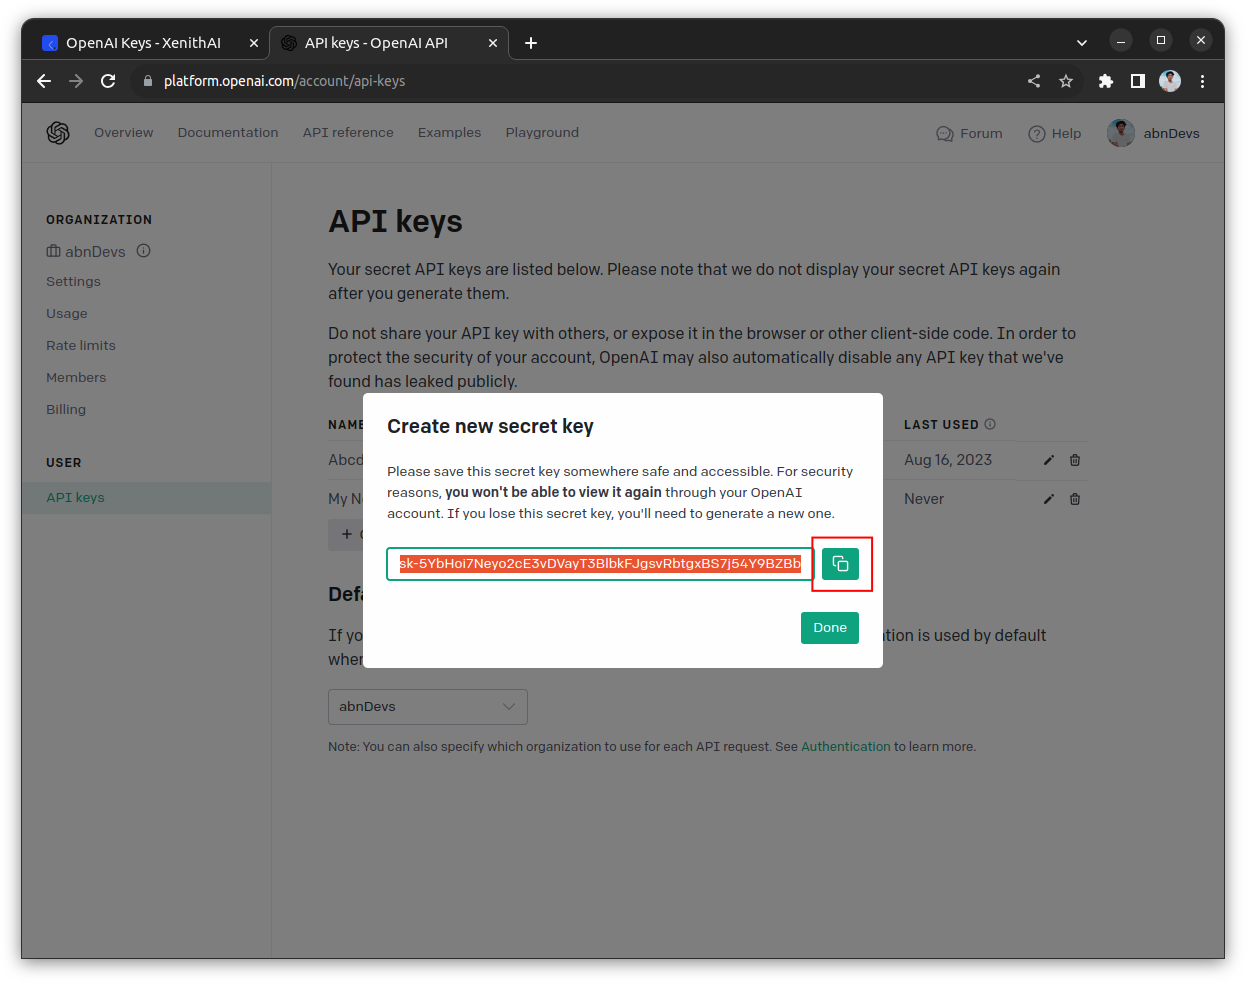 OpenAI Keys - XenithAI
API keys - OpenAI API
platform.openai.com/account/api-keys
Overview Documentation API reference Examples Playground Forum Help abnDevs
ORGANIZATION
abnDevs
Settings
Usage
Rate limits
Members
Billing
USER
API keys
API keys
Your secret API keys are listed below. Please note that we do not display your secret API keys again
after you generate them.
Do not share your API key with others, or expose it in the browser or other client-side code. In order to
protect the security of your account, OpenAI may also automatically disable any API key that we've
found has leaked publicly.
NAME LAST USED
Abcd Aug 16, 2023
My N Never
+
Create new secret key
Please save this secret key somewhere safe and accessible. For security
reasons, you won't be able to view it again through your OpenAI
account. If you lose this secret key, you'll need to generate a new one.
sk-[secret API key redacted]
Done
Defa
If yo tion is used by default
when
abnDevs
Note: You can also specify which organization to use for each API request. See Authentication to learn more.